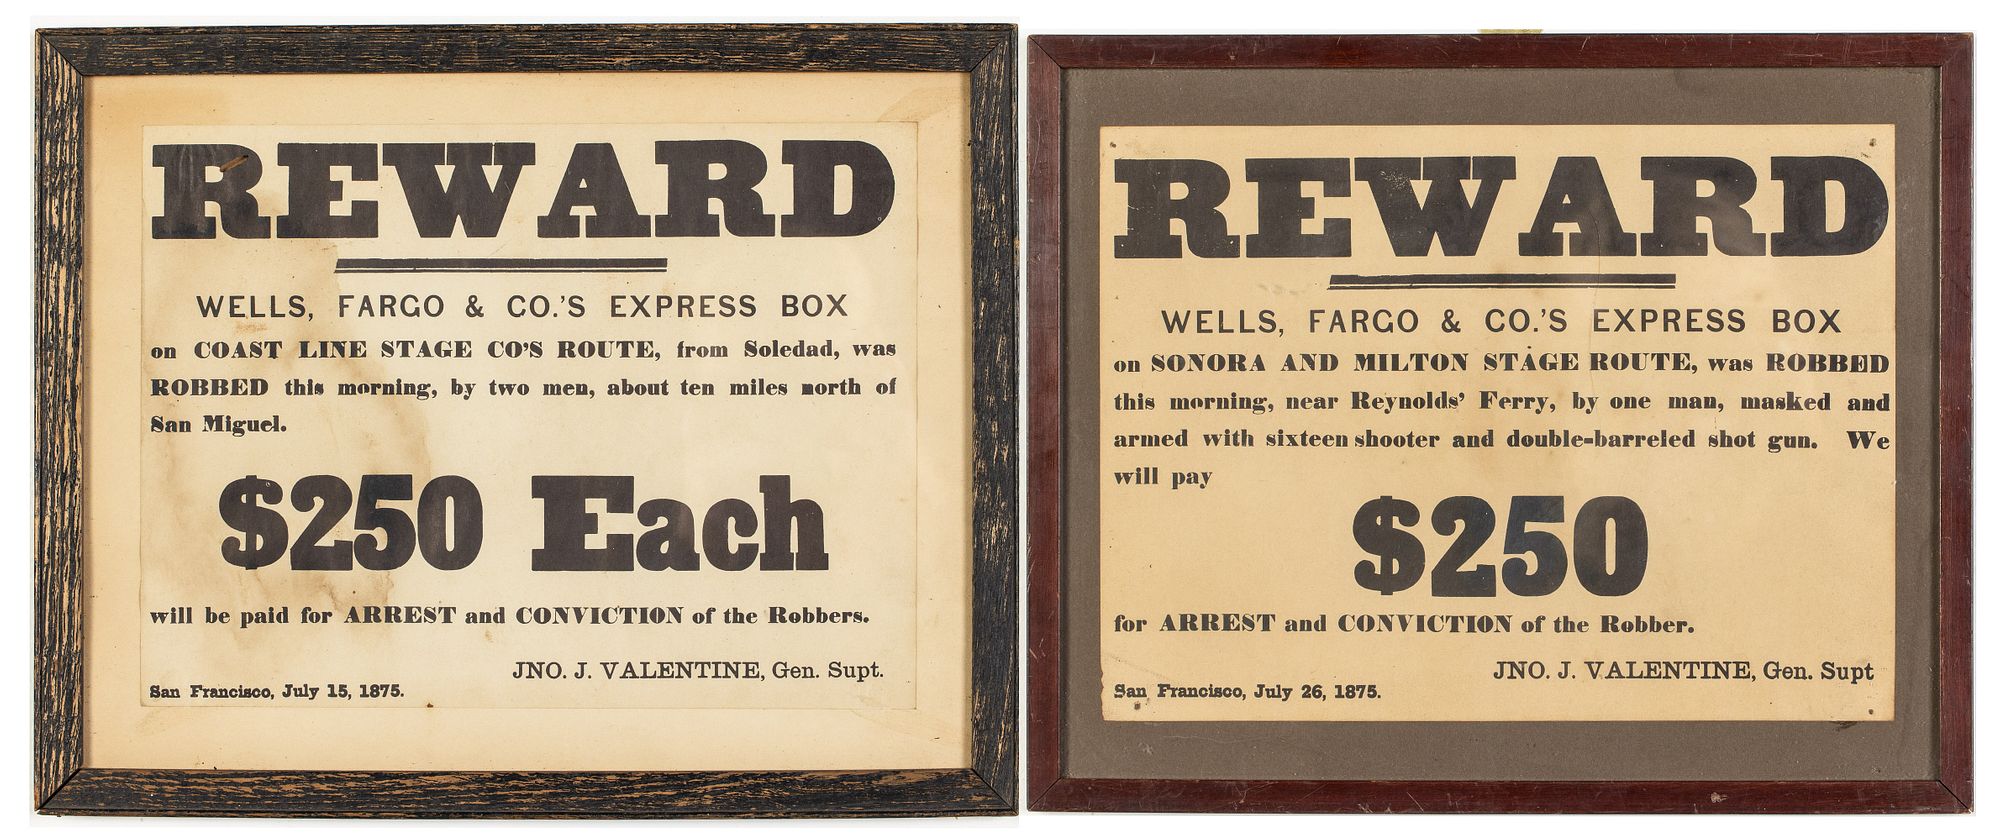 REWARD
WELLS, FARGO & CO.'S EXPRESS BOX
on COAST LINE STAGE CO'S ROUTE, from Soledad, was
ROBBED this morning, by two men, about ten miles north of
San Miguel.
$250 Each
will be paid for ARREST and CONVICTION of the Robbers.
JNO. J. VALENTINE, Gen. Supt.
San Francisco, July 15, 1875.
REWARD
WELLS, FARGO & CO.'S EXPRESS BOX
on SONORA AND MILTON STAGE ROUTE, was ROBBED
this morning, near Reynolds' Ferry, by one man, masked and
armed with sixteen shooter and double-barreled shot gun. We
will pay
$250
for ARREST and CONVICTION of the Robber.
JNO. J. VALENTINE, Gen. Supt
San Francisco, July 26, 1875.